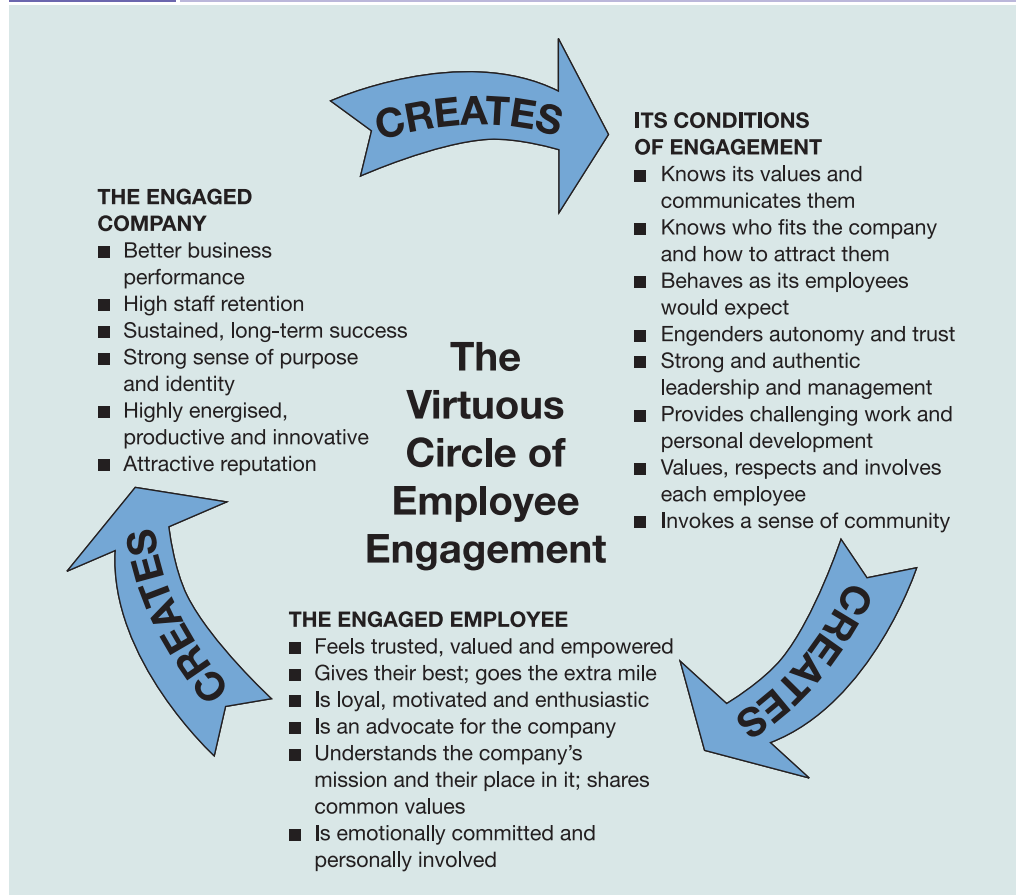 CREATES
THE ENGAGED
COMPANY
■ Better business
performance
■ High staff retention
■ Sustained, long-term success
■ Strong sense of purpose
and identity
■ Highly energised,
productive and innovative
■ Attractive reputation
ITS CONDITIONS
OF ENGAGEMENT
■ Knows its values and
communicates them
■ Knows who fits the company
and how to attract them
■ Behaves as its employees
would expect
■ Engenders autonomy and trust
■ Strong and authentic
leadership and management
■ Provides challenging work and
personal development
■ Values, respects and involves
each employee
■ Invokes a sense of community
The
Virtuous
Circle of
Employee
Engagement
CREATES
THE ENGAGED EMPLOYEE
■ Feels trusted, valued and empowered
■ Gives their best; goes the extra mile
■ Is loyal, motivated and enthusiastic
■ Is an advocate for the company
■ Understands the company’s
mission and their place in it; shares
common values
■ Is emotionally committed and
personally involved
CREATES